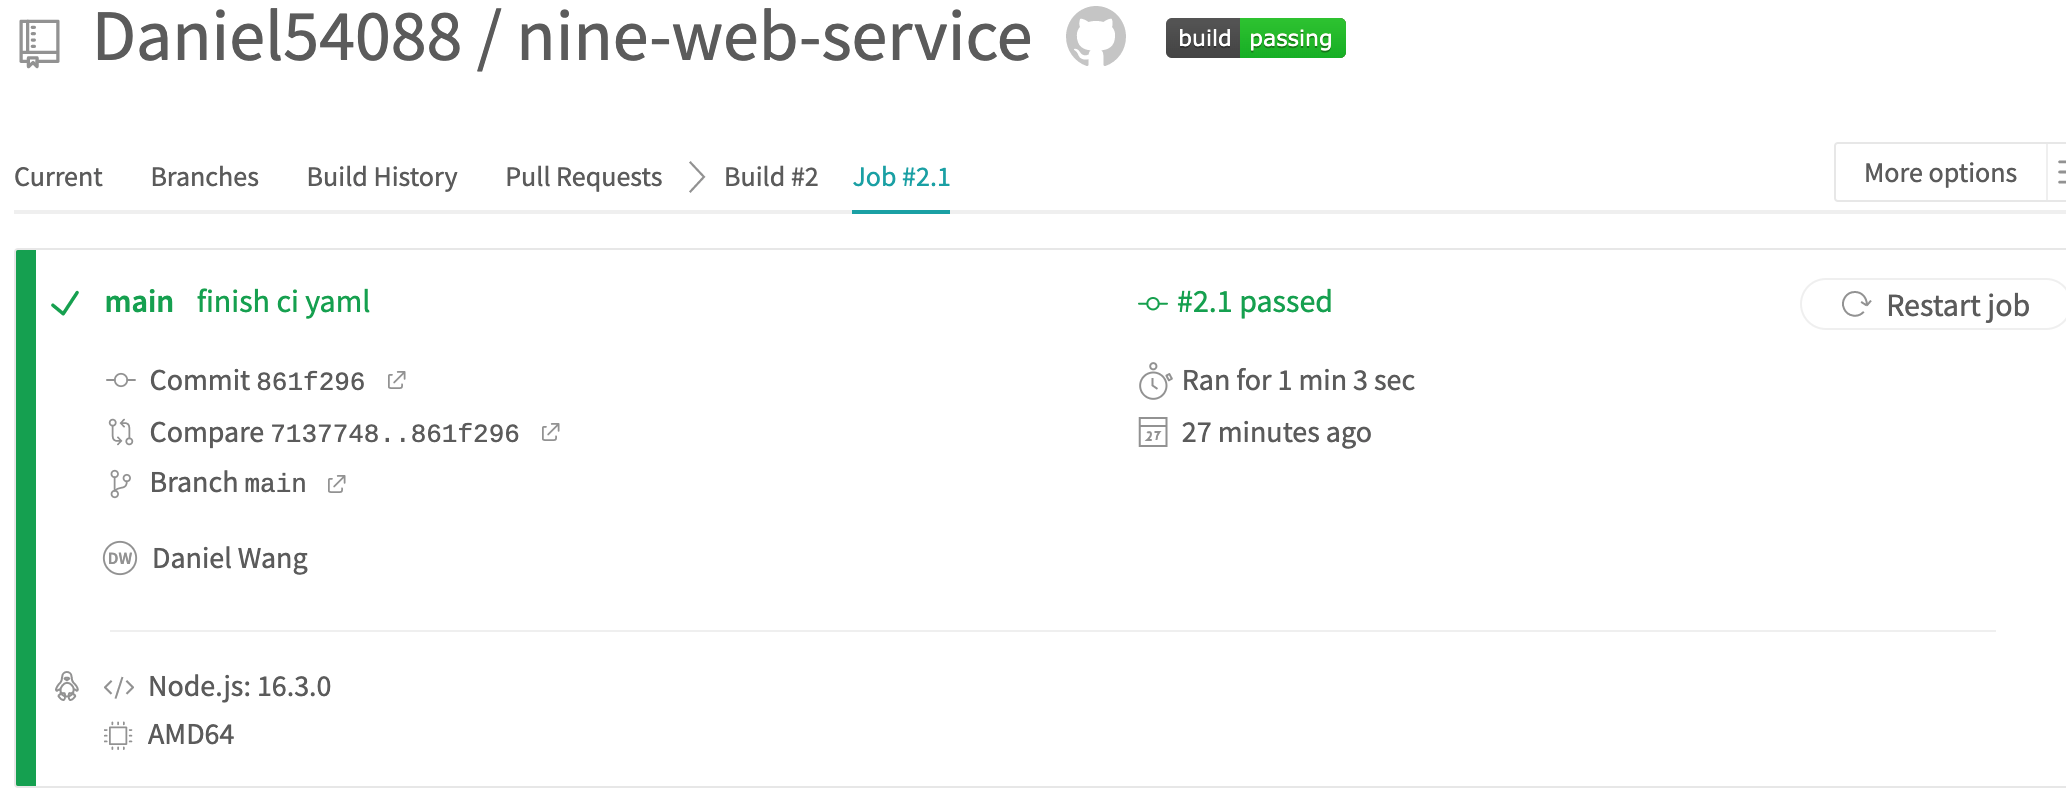 Daniel54088 / nine-web-service build passing
Current Branches Build History Pull Requests Build #2 Job #2.1 More options
main finish ci yaml
Commit 861f296
Compare 7137748..861f296
Branch main
DW Daniel Wang
#2.1 passed
Ran for 1 min 3 sec
27 27 minutes ago
Restart job
</> Node.js: 16.3.0
AMD64